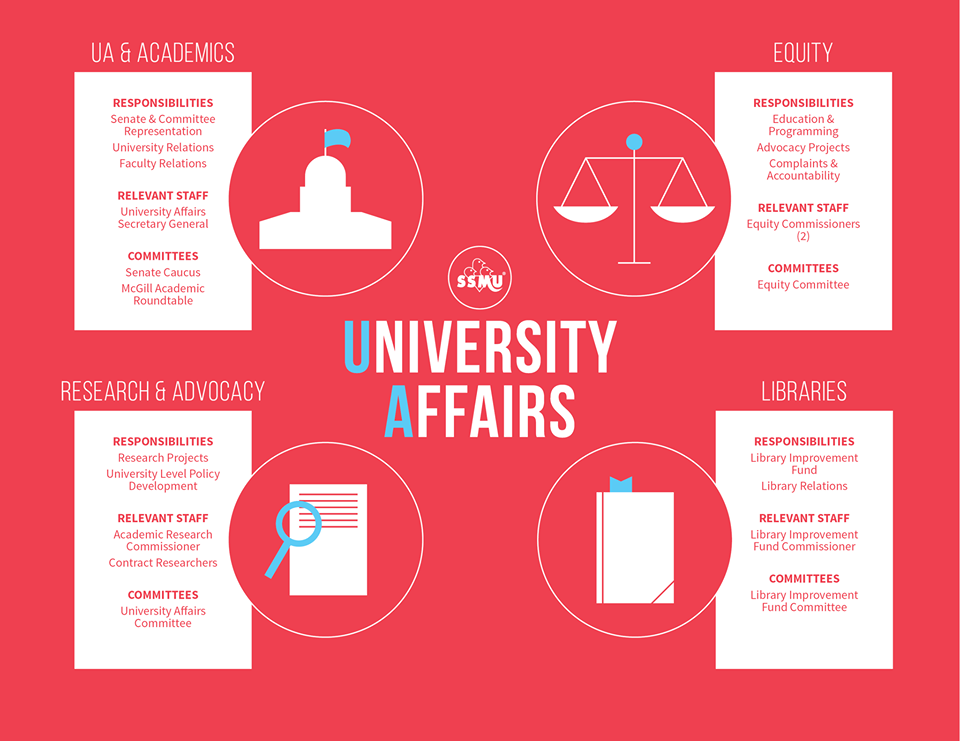 UA & ACADEMICS
RESPONSIBILITIES
Senate & Committee
Representation
University Relations
Faculty Relations
RELEVANT STAFF
University Affairs
Secretary General
COMMITTEES
Senate Caucus
McGill Academic
Roundtable
EQUITY
RESPONSIBILITIES
Education &
Programming
Advocacy Projects
Complaints &
Accountability
RELEVANT STAFF
Equity Commissioners
(2)
COMMITTEES
Equity Committee
SSMU®
UNIVERSITY
AFFAIRS
RESEARCH & ADVOCACY
RESPONSIBILITIES
Research Projects
University Level Policy
Development
RELEVANT STAFF
Academic Research
Commissioner
Contract Researchers
COMMITTEES
University Affairs
Committee
LIBRARIES
RESPONSIBILITIES
Library Improvement
Fund
Library Relations
RELEVANT STAFF
Library Improvement
Fund Commissioner
COMMITTEES
Library Improvement
Fund Committee